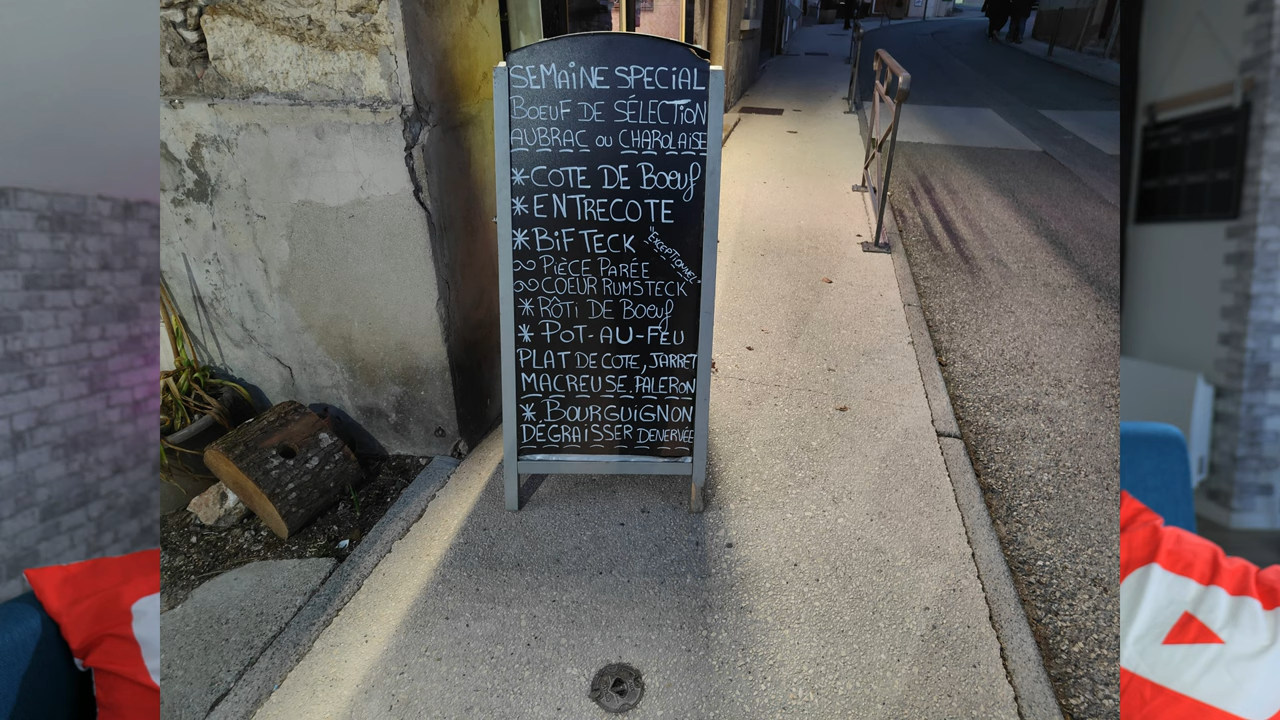 SEMAINE SPECIAL
BOEUF DE SÉLECTION
AUBRAC OU CHAROLAISE
* COTE DE BOEUF
* ENTRECOTE
* BIFTECK "EXCEPTIONNEL"
PIÈCE PARÉE
COEUR RUMSTECK
* RÔTI DE BOEUF
* POT-AU-FEU
PLAT DE COTE, JARRET
MACREUSE, PALERON
* BOURGUIGNON
DÉGRAISSER DENERVÉE